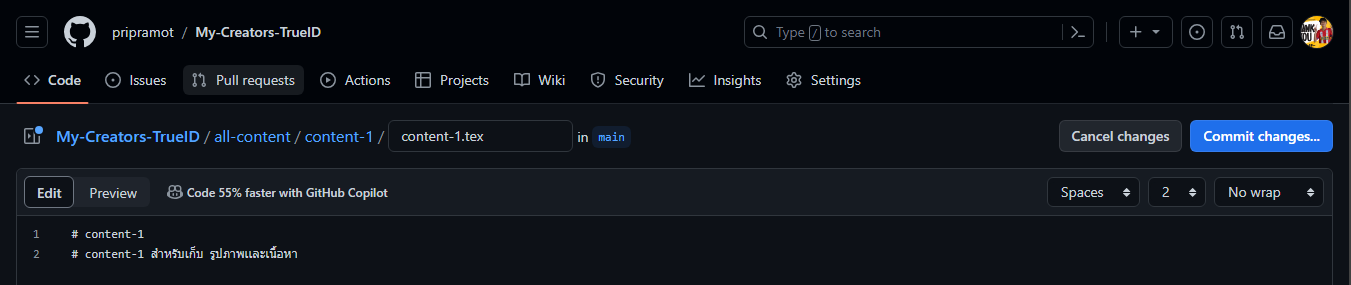 pripramot / My-Creators-TrueID
Type / to search
Code Issues Pull requests Actions Projects Wiki Security Insights Settings
My-Creators-TrueID / all-content / content-1 / content-1.tex in main Cancel changes Commit changes...
Edit Preview Code 55% faster with GitHub Copilot Spaces 2 No wrap
1 # content-1
2 # content-1 สำหรับเก็บ รูปภาพและเนื้อหา